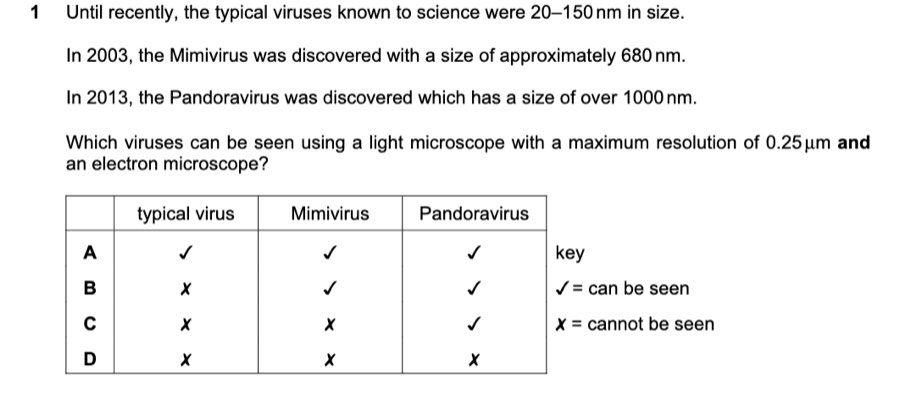 1 Until recently, the typical viruses known to science were 20–150 nm in size.
In 2003, the Mimivirus was discovered with a size of approximately 680 nm.
In 2013, the Pandoravirus was discovered which has a size of over 1000 nm.
Which viruses can be seen using a light microscope with a maximum resolution of 0.25 μm and
an electron microscope?
typical virus Mimivirus Pandoravirus
A ✓ ✓ ✓ key
B ✗ ✓ ✓ ✓ = can be seen
C ✗ ✗ ✓ ✗ = cannot be seen
D ✗ ✗ ✗